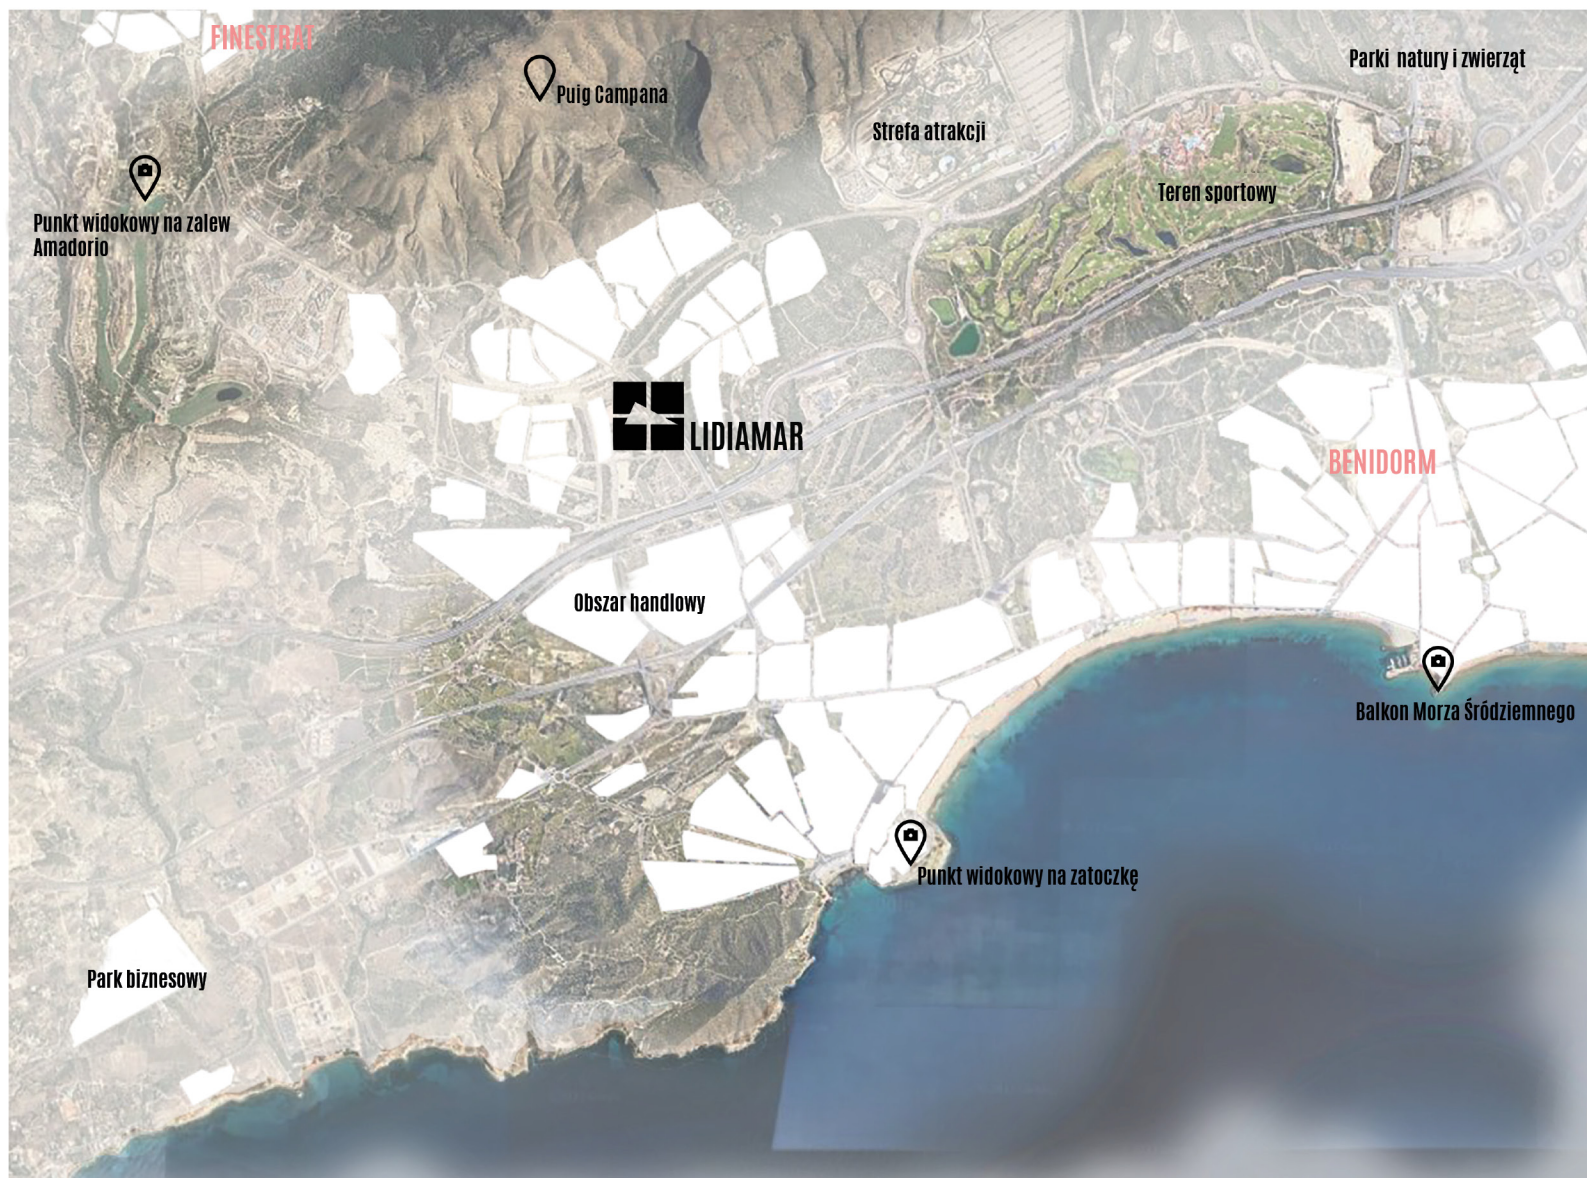 FINESTRAT
Parki natury i zwierząt
Puig Campana
Strefa atrakcji
Teren sportowy
Punkt widokowy na zalew
Amadorio
LIDIAMAR
BENIDORM
Obszar handlowy
Balkon Morza Śródziemnego
Punkt widokowy na zatoczkę
Park biznesowy